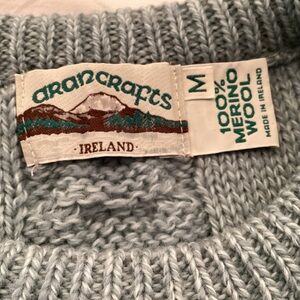 arancrafts
· IRELAND ·
M
100%
MERINO
WOOL
MADE IN IRELAND